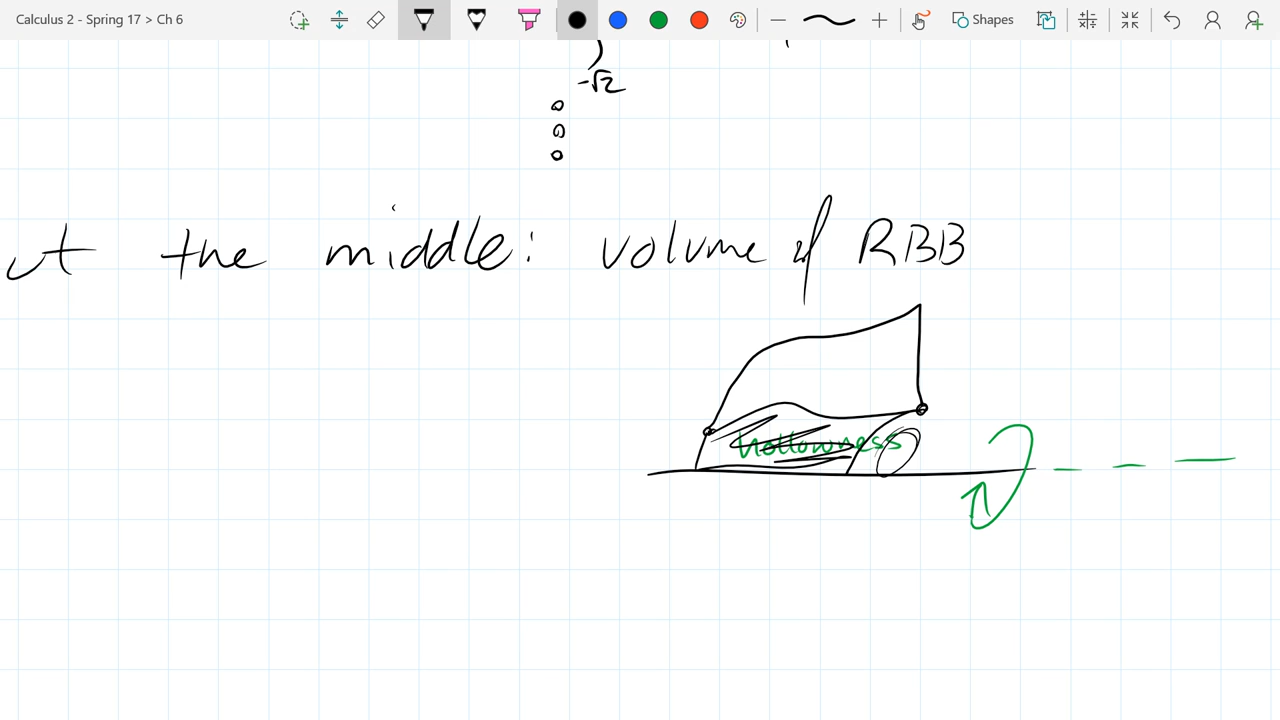 Calculus 2 - Spring 17 > Ch 6
Shapes
-√2
the middle: volume of RBB
hollowness